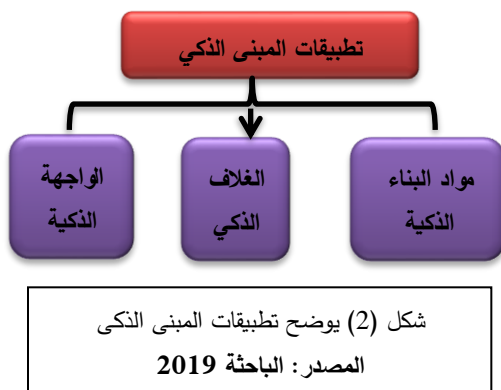 تطبيقات المبنى الذكي
مواد البناء
الذكية
الغلاف
الذكي
الواجهة
الذكية
شكل (2) يوضح تطبيقات المبنى الذكى
المصدر: الباحثة 2019